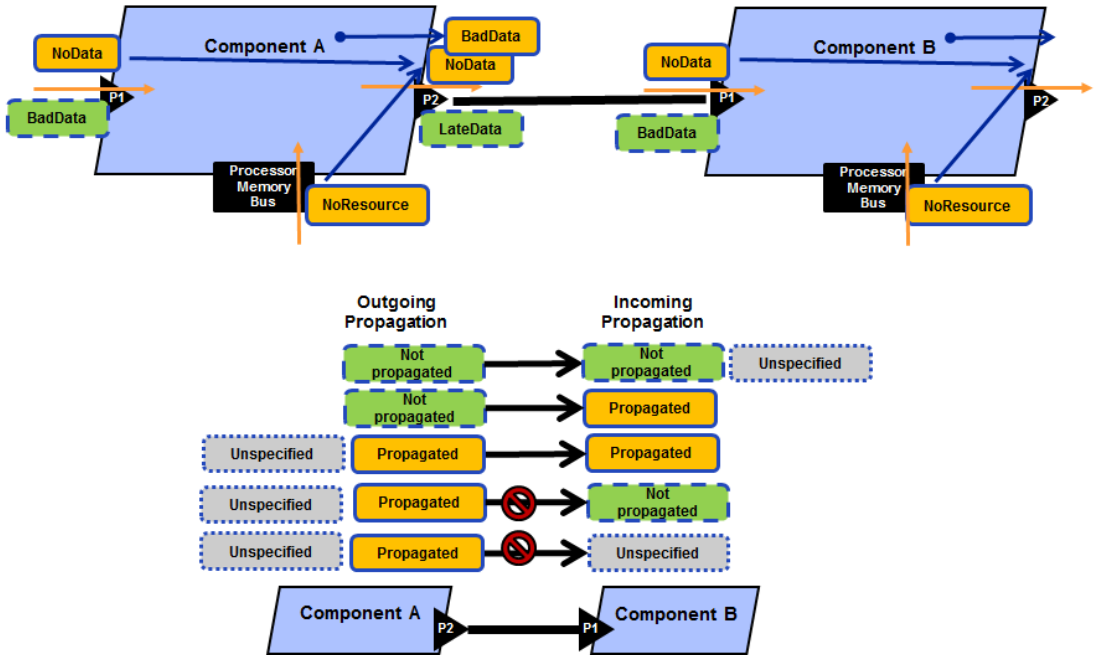 Component A
BadData
NoData
NoData
P1
BadData
P2
LateData
Processor
Memory
Bus
NoResource
Component B
NoData
P1
BadData
P2
Processor
Memory
Bus
NoResource
Outgoing
Propagation
Incoming
Propagation
Not
propagated
Not
propagated
Unspecified
Not
propagated
Propagated
Unspecified
Propagated
Propagated
Unspecified
Propagated
Not
propagated
Unspecified
Propagated
Unspecified
Component A
P2
P1
Component B